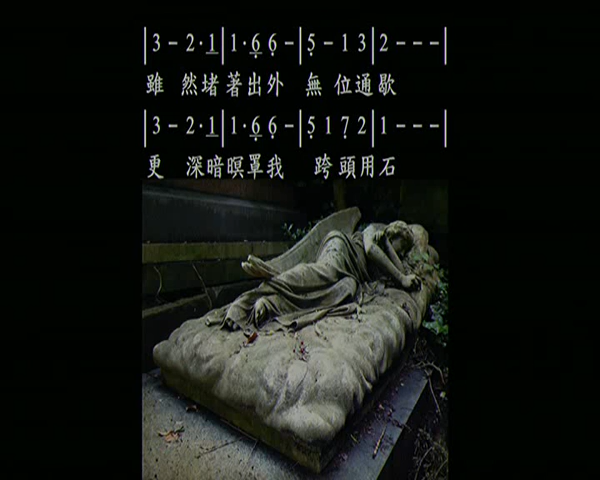 |3 - 2·1|1·6 6 -|5 - 1 3|2 - - -|
雖 然堵著出外 無 位通歇
|3 - 2·1|1·6 6 -|5 1 7 2|1 - - -|
更 深暗暝罩我 跨頭用石